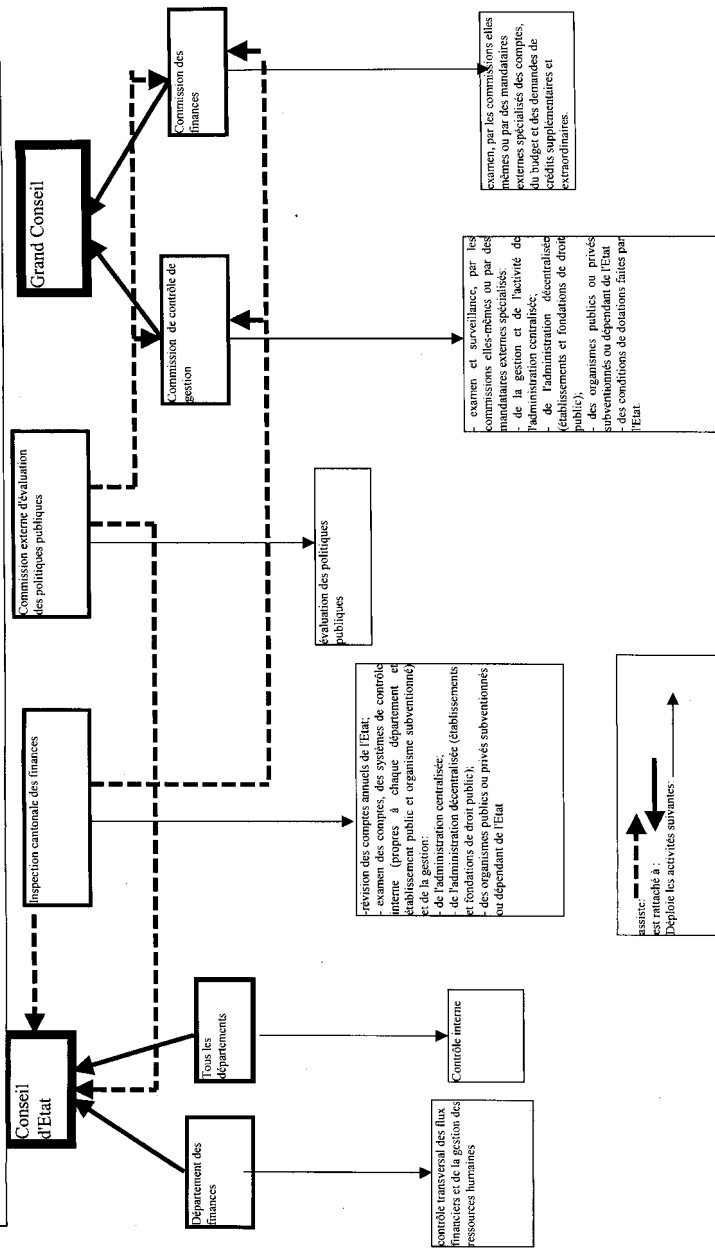 Conseil
d'Etat
Inspection cantonale des finances
Commission externe d'évaluation
des politiques publiques
Grand Conseil
Département des
finances
Tous les
départements
Commission de contrôle de
gestion
Commission des
finances
contrôle transversal des flux
financiers et de la gestion des
ressources humaines
Contrôle interne
-révision des comptes annuels de l'Etat;
- examen des comptes, des systèmes de contrôle
interne (propres à chaque département et
établissement public et organisme subventionné)
et de la gestion:
- de l'administration centralisée;
- de l'administration décentralisée (établissements
et fondations de droit public);
- des organismes publics ou privés subventionnés
ou dépendant de l'Etat
évaluation des politiques
publiques
- examen et surveillance, par les
commissions elles-mêmes ou par des
mandataires externes spécialisés:
- de la gestion et de l'activité de
l'administration centralisée;
- de l'administration décentralisée
(établissements et fondations de droit
public);
- des organismes publics ou privés
subventionnés ou dépendant de l'Etat
- des conditions de dotations faites par
l'Etat.
examen, par les commissions elles
mêmes ou par des mandataires
externes spécialisés des comptes,
du budget et des demandes de
crédits supplémentaires et
extraordinaires.
assiste:
est rattaché à :
Déploie les activités suivantes: